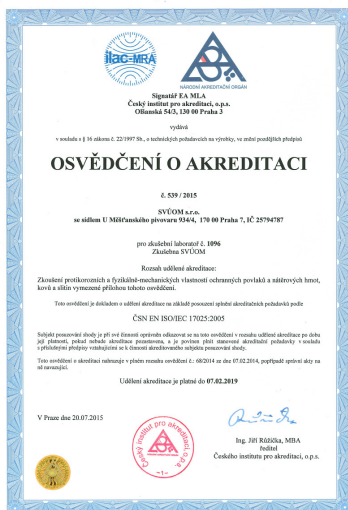 ilac-MRA
NÁRODNÍ AKREDITAČNÍ ORGÁN
Signatář EA MLA
Český institut pro akreditaci, o.p.s.
Olšanská 54/3, 130 00 Praha 3
vydává
v souladu s § 16 zákona č. 22/1997 Sb., o technických požadavcích na výrobky, ve znění pozdějších předpisů
OSVĚDČENÍ O AKREDITACI
č. 539 / 2015
SVÚOM s.r.o.
se sídlem U Měšťanského pivovaru 934/4, 170 00 Praha 7, IČ 25794787
pro zkušební laboratoř č. 1096
Zkušebna SVÚOM
Rozsah udělené akreditace:
Zkoušení protikorozních a fyzikálně-mechanických vlastností ochranných povlaků a nátěrových hmot,
kovů a slitin vymezené přílohou tohoto osvědčení.
Toto osvědčení je dokladem o udělení akreditace na základě posouzení splnění akreditačních požadavků podle
ČSN EN ISO/IEC 17025:2005
Subjekt posuzování shody je při své činnosti oprávněn odkazovat se na toto osvědčení v rozsahu udělené akreditace po dobu
její platnosti, pokud nebude akreditace pozastavena, a je povinen plnit stanovené akreditační požadavky v souladu
s příslušnými předpisy vztahujícími se k činnosti akreditovaného subjektu posuzování shody.
Toto osvědčení o akreditaci nahrazuje v plném rozsahu osvědčení č.: 68/2014 ze dne 07.02.2014, popřípadě správní akty na
ně navazující.
Udělení akreditace je platné do 07.02.2019
V Praze dne 20.07.2015
Český institut pro akreditaci, o.p.s.
-1-
Ing. Jiří Růžička, MBA
ředitel
Českého institutu pro akreditaci, o.p.s.